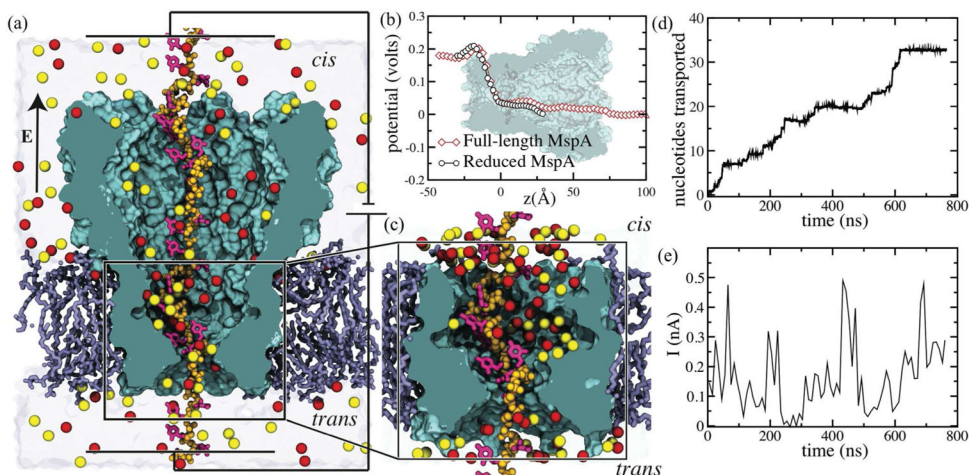 (a)
cis
E
trans
(b)
potential (volts)
0.4
0.3
0.2
0.1
0
0.1
0.2
-50
0
50
100
z(Å)
Full-length MspA
Reduced MspA
(c)
cis
trans
(d)
nucleotides transported
40
30
20
10
0
0
200
400
600
800
time (ns)
(e)
I (nA)
0.5
0.4
0.3
0.2
0.1
0
0
200
400
600
800
time (ns)